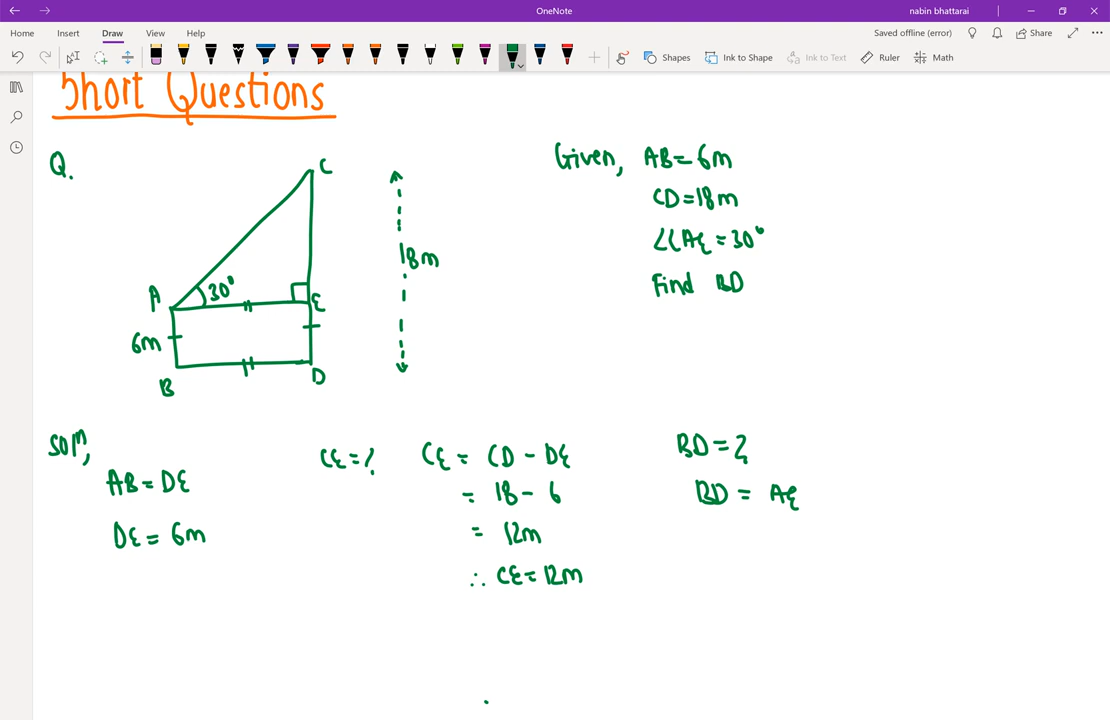 OneNote
nabin bhattarai
Home Insert Draw View Help
Saved offline (error)
Share
Shapes
Ink to Shape
Ink to Text
Ruler
Math
Short Questions
Q.
C
A
30°
E
6m
B
D
18m
Given, AB=6m
CD=18m
∠CAE=30°
Find BD
Solⁿ,
AB=DE
DE=6m
CE=?
CE = CD - DE
= 18 - 6
= 12m
∴ CE=12m
BD=?
BD = AE